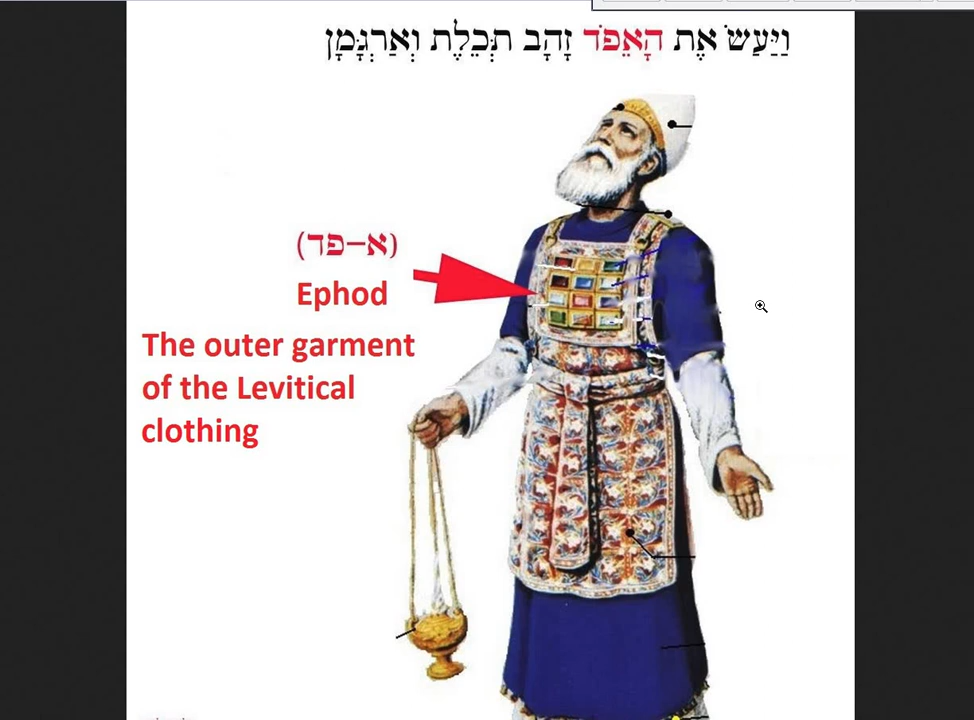 וַיַּעַשׂ אֶת הָאֵפֹד זָהָב תְּכֵלֶת וְאַרְגָּמָן
(א–פד)
Ephod
The outer garment
of the Levitical
clothing